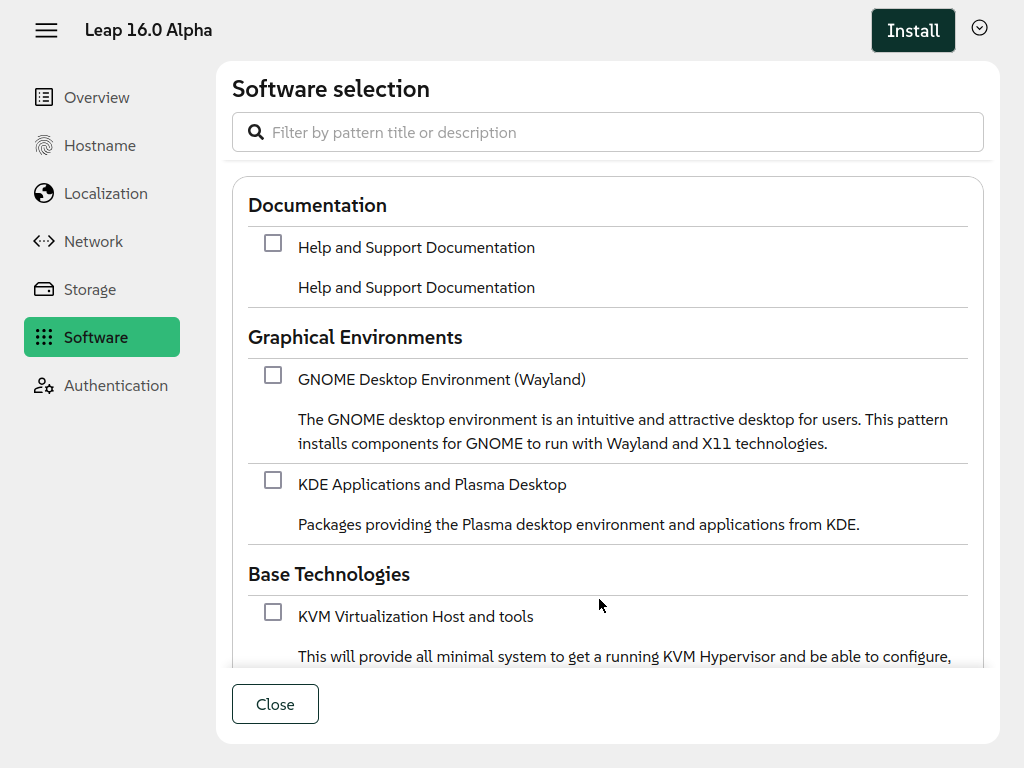 Leap 16.0 Alpha
Install
Overview
Hostname
Localization
Network
Storage
Software
Authentication
Software selection
Filter by pattern title or description
Documentation
Help and Support Documentation
Help and Support Documentation
Graphical Environments
GNOME Desktop Environment (Wayland)
The GNOME desktop environment is an intuitive and attractive desktop for users. This pattern
installs components for GNOME to run with Wayland and X11 technologies.
KDE Applications and Plasma Desktop
Packages providing the Plasma desktop environment and applications from KDE.
Base Technologies
KVM Virtualization Host and tools
This will provide all minimal system to get a running KVM Hypervisor and be able to configure,
Close